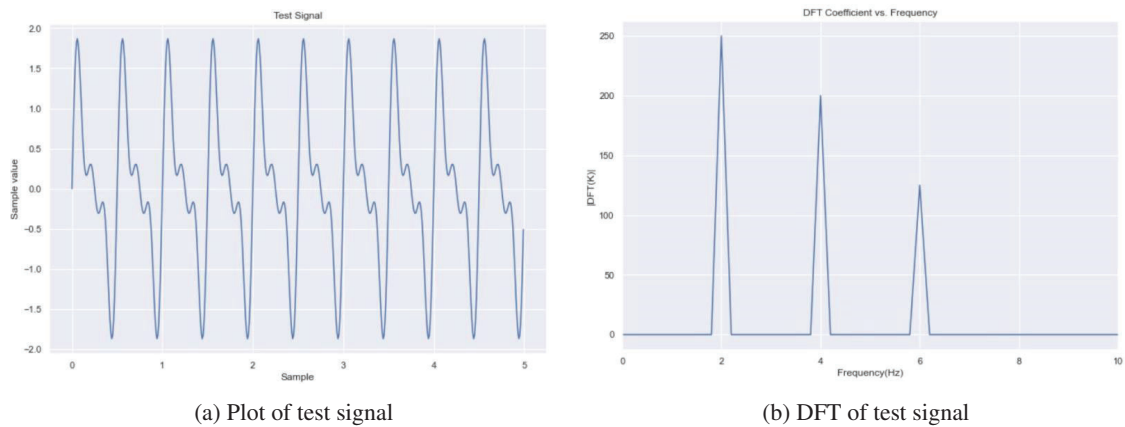 Test Signal
2.0
1.5
1.0
0.5
0.0
−0.5
−1.0
−1.5
−2.0
Sample value
0 1 2 3 4 5
Sample
(a) Plot of test signal
DFT Coefficient vs. Frequency
250
200
150
100
50
0
|DFT(K)|
0 2 4 6 8 10
Frequency(Hz)
(b) DFT of test signal